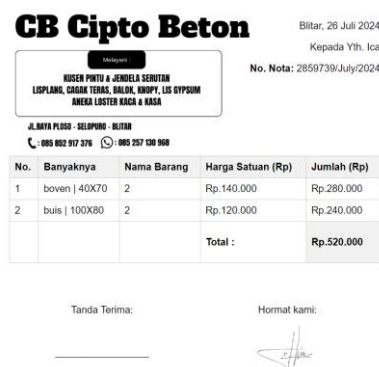 CB Cipto Beton
Melayani :
KUSEN PINTU & JENDELA SERUTAN
LISPLANG, CAGAK TERAS, BALOK, KNOPY, LIS GYPSUM
ANEKA LOSTER KACA & KASA
JL.RAYA PLOSO - SELOPURO - BLITAR
: 085 852 917 376 : 085 257 130 968
Blitar, 26 Juli 2024
Kepada Yth. Ica
No. Nota: 2859739/July/2024
No. Banyaknya Nama Barang Harga Satuan (Rp) Jumlah (Rp)
1 boven | 40X70 2 Rp.140.000 Rp.280.000
2 buis | 100X80 2 Rp.120.000 Rp.240.000
Total : Rp.520.000
Tanda Terima: Hormat kami: